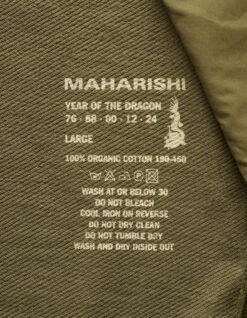 MAHARISHI
YEAR OF THE DRAGON
76-88-00-12-24
LARGE
100% ORGANIC COTTON 190-450
WASH AT OR BELOW 30
DO NOT BLEACH
COOL IRON ON REVERSE
DO NOT DRY CLEAN
DO NOT TUMBLE DRY
WASH AND DRY INSIDE OUT